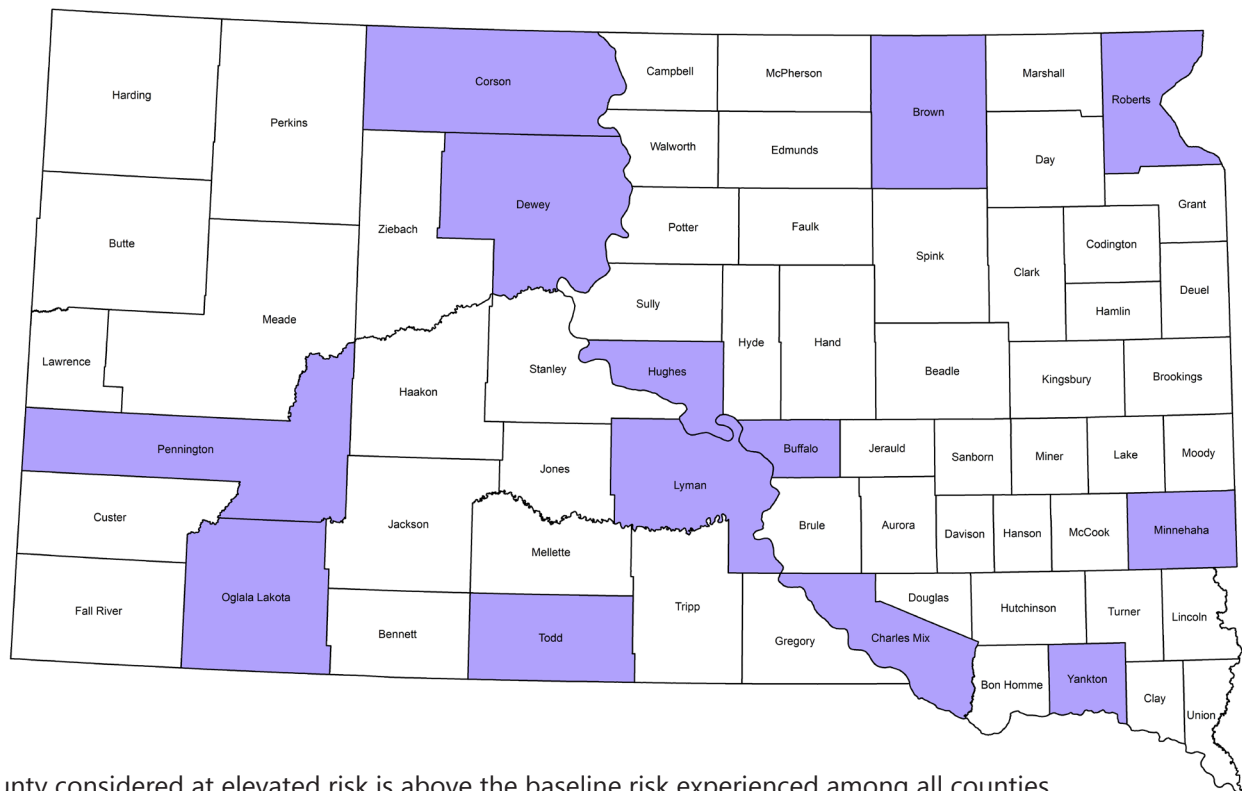 Harding
Perkins
Corson
Campbell
McPherson
Brown
Marshall
Roberts
Walworth
Edmunds
Day
Butte
Ziebach
Dewey
Potter
Faulk
Spink
Clark
Codington
Grant
Meade
Sully
Hyde
Hand
Hamlin
Deuel
Lawrence
Haakon
Stanley
Hughes
Beadle
Kingsbury
Brookings
Pennington
Jones
Lyman
Buffalo
Jerauld
Sanborn
Miner
Lake
Moody
Custer
Jackson
Mellette
Brule
Aurora
Davison
Hanson
McCook
Minnehaha
Fall River
Oglala Lakota
Bennett
Todd
Tripp
Gregory
Charles Mix
Douglas
Hutchinson
Turner
Lincoln
Bon Homme
Yankton
Clay
Union
unty considered at elevated risk is above the baseline risk experienced among all counties